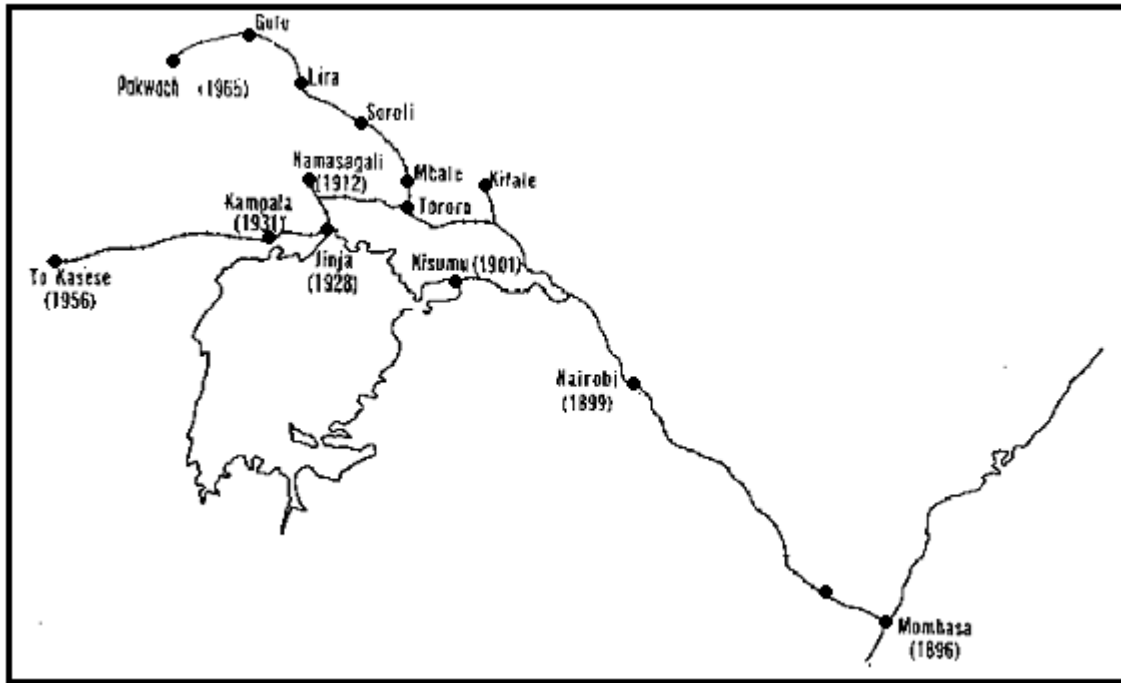 Gulu
Pakwach (1965)
Lira
Soroti
Namasagali
(1912)
Mbale
Kitale
Kampala
(1931)
Tororo
Jinja
(1928)
Kisumu (1901)
To Kasese
(1956)
Nairobi
(1899)
Mombasa
(1896)